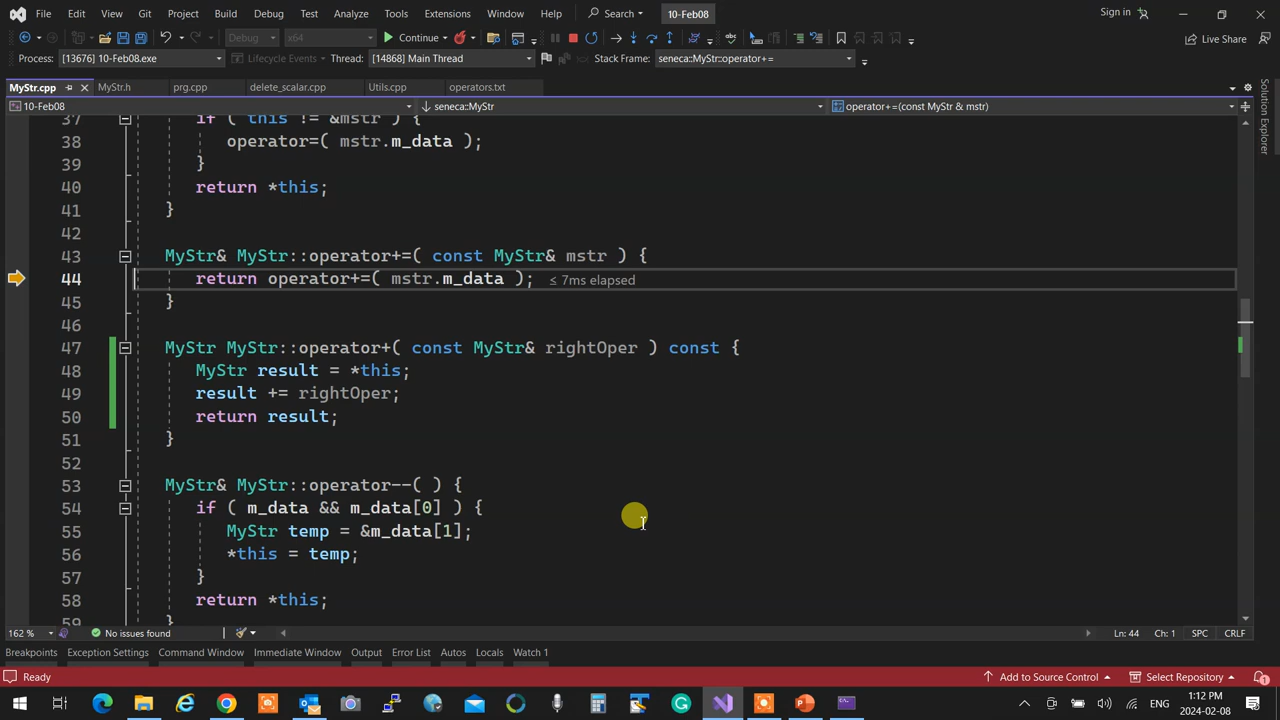 File Edit View Git Project Build Debug Test Analyze Tools Extensions Window Help Search 10-Feb08 Sign in
Debug x64 Continue Live Share
Process: [13676] 10-Feb08.exe Lifecycle Events Thread: [14868] Main Thread Stack Frame: seneca::MyStr::operator+=
MyStr.cpp MyStr.h prg.cpp delete_scalar.cpp Utils.cpp operators.txt
10-Feb08 seneca::MyStr operator+=(const MyStr & mstr)
Solution Explorer
37 if ( this != &mstr ) {
38 operator=( mstr.m_data );
39 }
40 return *this;
41 }
42
43 MyStr& MyStr::operator+=( const MyStr& mstr ) {
44 return operator+=( mstr.m_data ); ≤ 7ms elapsed
45 }
46
47 MyStr MyStr::operator+( const MyStr& rightOper ) const {
48 MyStr result = *this;
49 result += rightOper;
50 return result;
51 }
52
53 MyStr& MyStr::operator--( ) {
54 if ( m_data && m_data[0] ) {
55 MyStr temp = &m_data[1];
56 *this = temp;
57 }
58 return *this;
59 }
162 % No issues found Ln: 44 Ch: 1 SPC CRLF
Breakpoints Exception Settings Command Window Immediate Window Output Error List Autos Locals Watch 1
Ready Add to Source Control Select Repository 1
ENG 1:12 PM
2024-02-08